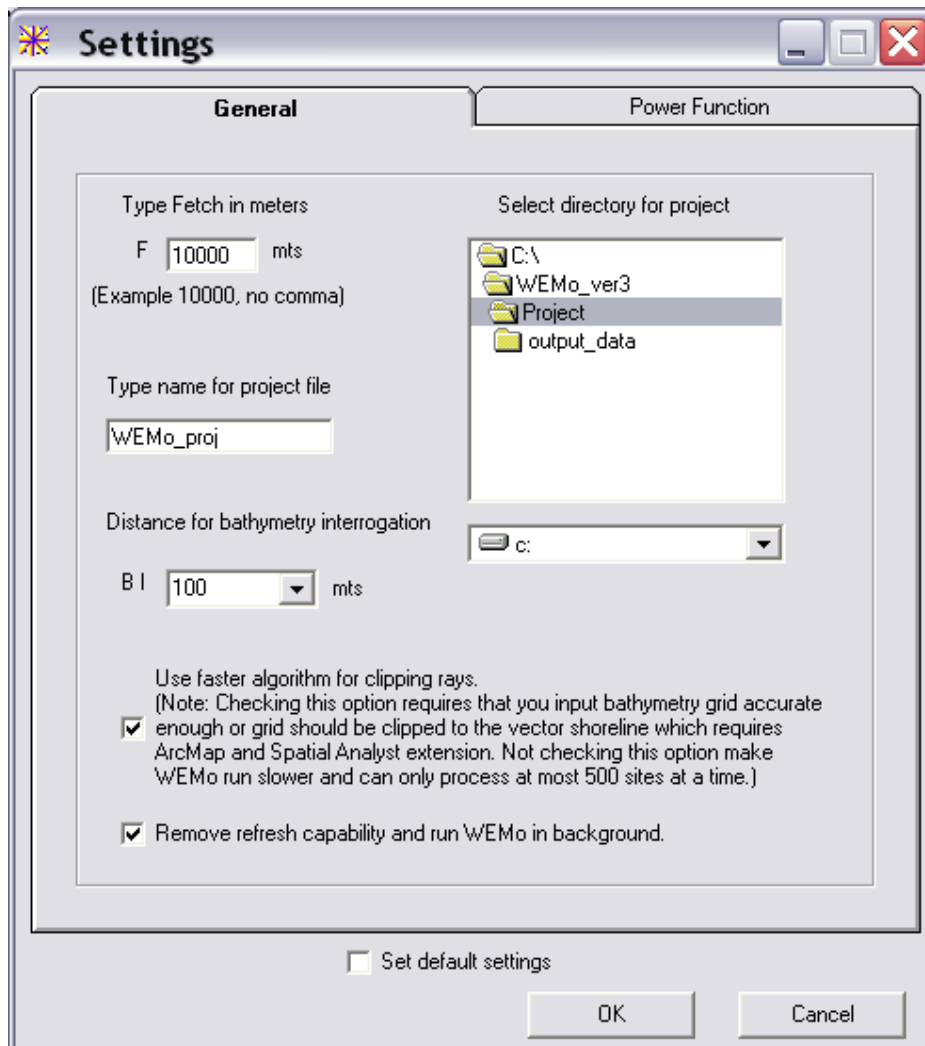 Settings
General
Power Function
Type Fetch in meters
F 10000 mts
(Example 10000, no comma)
Type name for project file
WEMo_proj
Distance for bathymetry interrogation
B I 100 mts
Select directory for project
C:\
WEMo_ver3
Project
output_data
c:
Use faster algorithm for clipping rays.
(Note: Checking this option requires that you input bathymetry grid accurate
enough or grid should be clipped to the vector shoreline which requires
ArcMap and Spatial Analyst extension. Not checking this option make
WEMo run slower and can only process at most 500 sites at a time.)
Remove refresh capability and run WEMo in background.
Set default settings
OK
Cancel